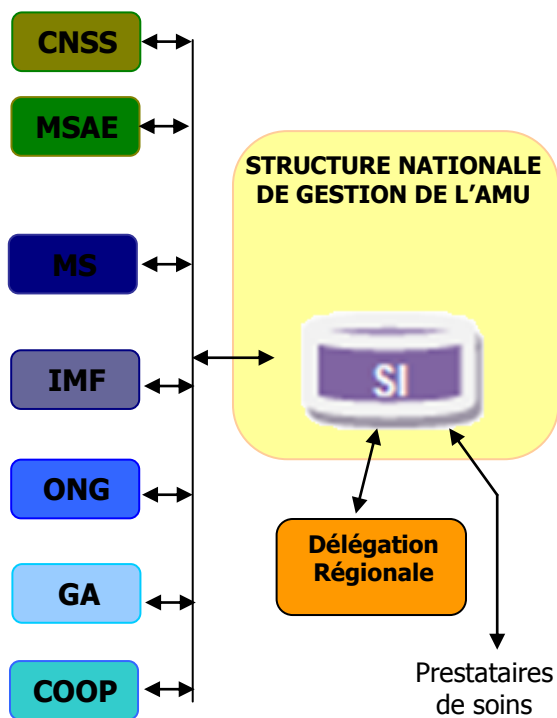 CNSS
MSAE
MS
IMF
ONG
GA
COOP
STRUCTURE NATIONALE
DE GESTION DE L’AMU
SI
Délégation
Régionale
Prestataires
de soins